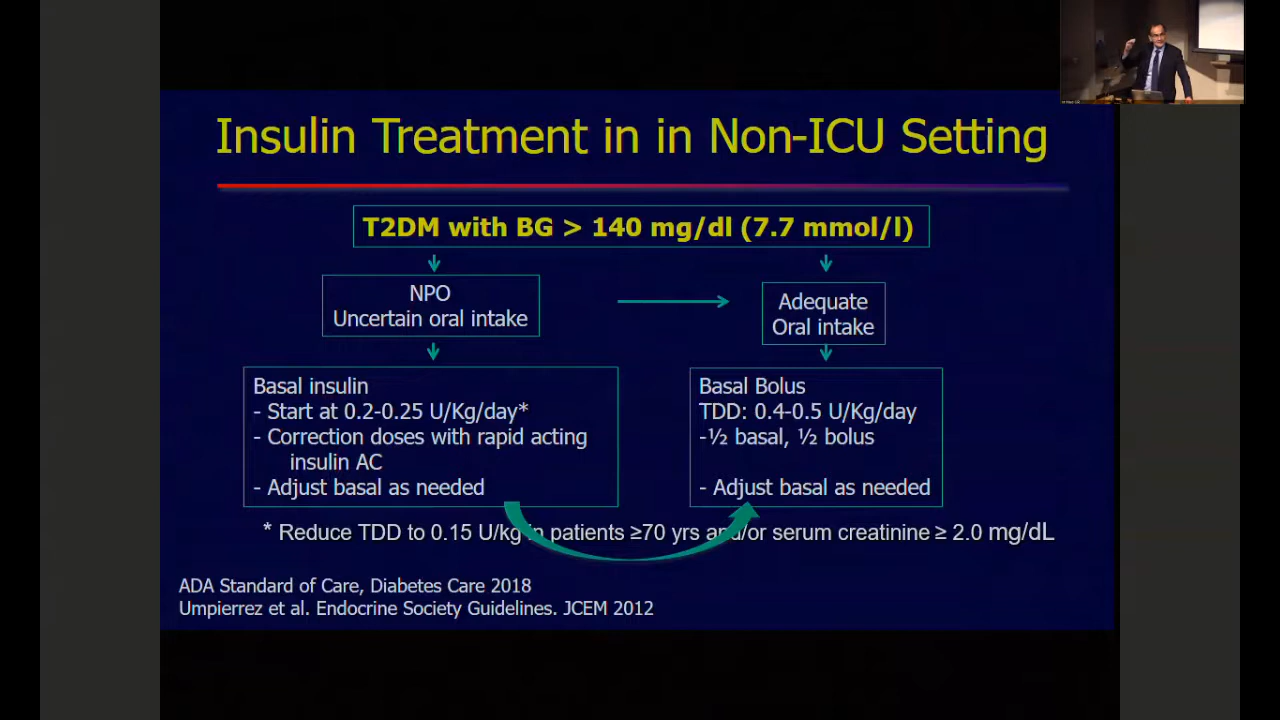 Insulin Treatment in in Non-ICU Setting
T2DM with BG > 140 mg/dl (7.7 mmol/l)
NPO
Uncertain oral intake
Adequate
Oral intake
Basal insulin
- Start at 0.2-0.25 U/Kg/day*
- Correction doses with rapid acting
insulin AC
- Adjust basal as needed
Basal Bolus
TDD: 0.4-0.5 U/Kg/day
-½ basal, ½ bolus
- Adjust basal as needed
* Reduce TDD to 0.15 U/kg in patients ≥70 yrs and/or serum creatinine ≥ 2.0 mg/dL
ADA Standard of Care, Diabetes Care 2018
Umpierrez et al. Endocrine Society Guidelines. JCEM 2012